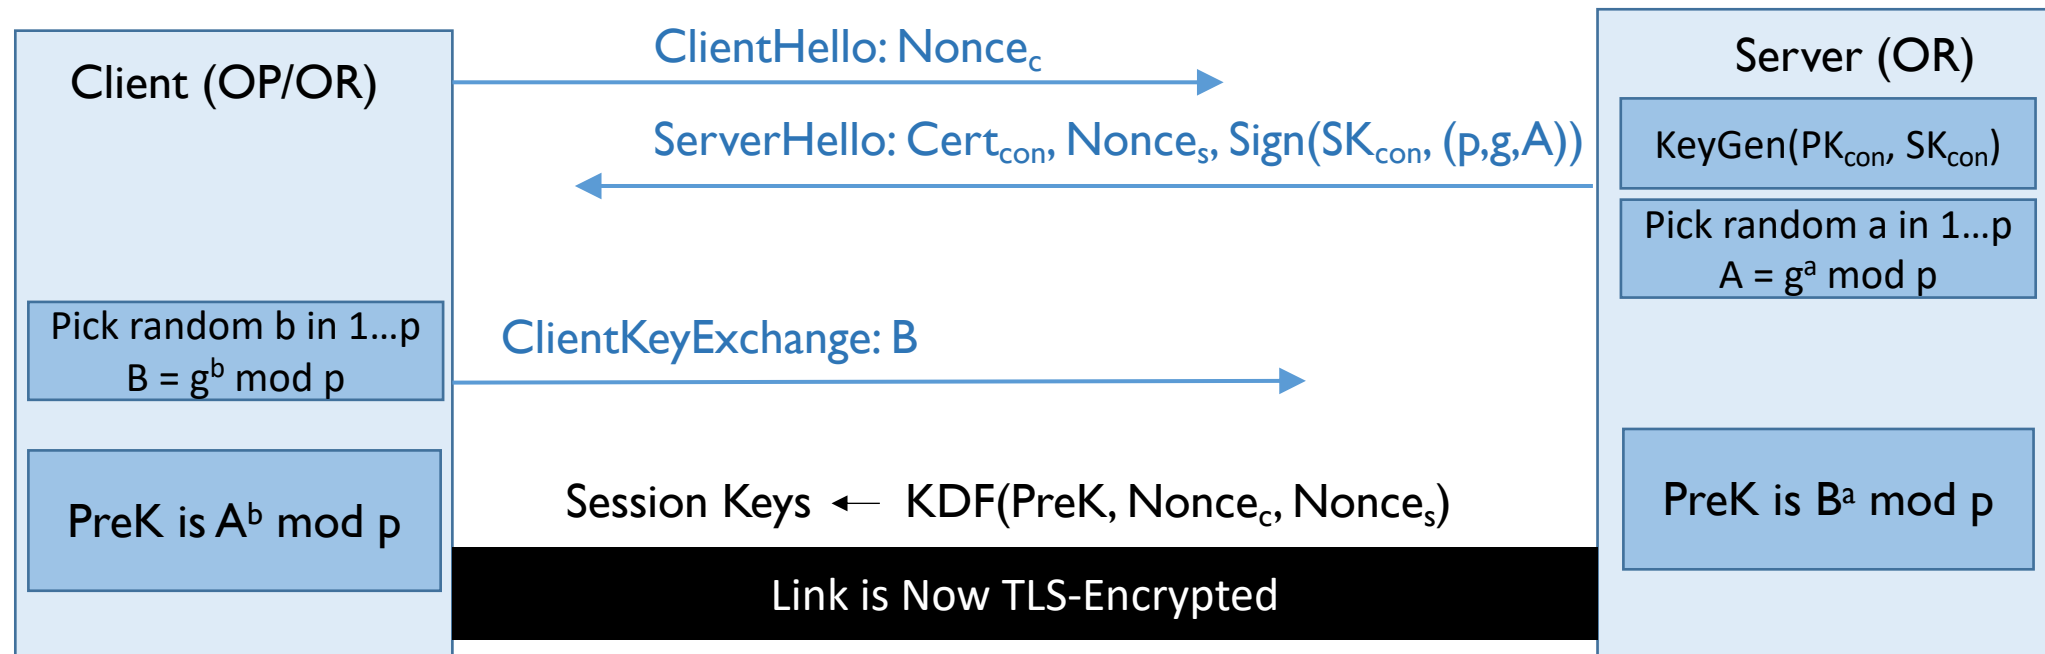 Client (OP/OR)
ClientHello: Nonce_c
Server (OR)
ServerHello: Cert_con, Nonce_s, Sign(SK_con, (p,g,A))
KeyGen(PK_con, SK_con)
Pick random a in 1...p
A = g^a mod p
Pick random b in 1...p
B = g^b mod p
ClientKeyExchange: B
PreK is A^b mod p
Session Keys ← KDF(PreK, Nonce_c, Nonce_s)
PreK is B^a mod p
Link is Now TLS-Encrypted